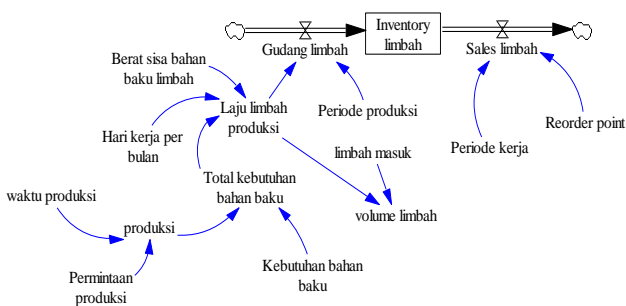 Inventory
limbah
Gudang limbah
Sales limbah
Berat sisa bahan
baku limbah
Laju limbah
produksi
Periode produksi
Reorder point
Hari kerja per
bulan
limbah masuk
Periode kerja
Total kebutuhan
bahan baku
waktu produksi
volume limbah
produksi
Kebutuhan bahan
baku
Permintaan
produksi